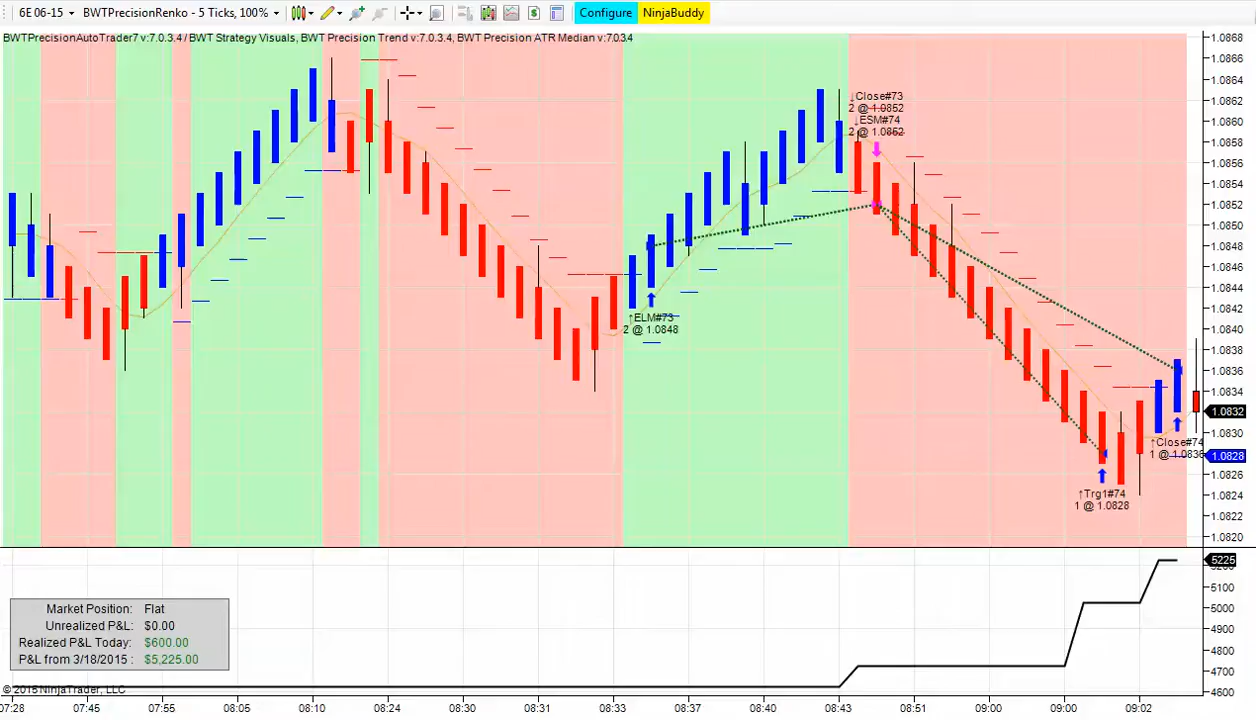 6E 06-15 BWTPrecisionRenko - 5 Ticks, 100% $ Configure NinjaBuddy
BWTPrecisionAutoTrader7 v:7.0.3.4 / BWT Strategy Visuals, BWT Precision Trend v:7.0.3.4, BWT Precision ATR Median v:7.0.3.4
1.0868
1.0866
1.0864
1.0862
1.0860
1.0858
1.0856
1.0854
1.0852
1.0850
1.0848
1.0846
1.0844
1.0842
1.0840
1.0838
1.0836
1.0834
1.0832
1.0830
1.0828
1.0826
1.0824
1.0822
1.0820
↓Close#73
2 @ 1.0852
↓ESM#74
2 @ 1.0852
↑ELM#73
2 @ 1.0848
↑Close#74
1 @ 1.0836
↑Trg1#74
1 @ 1.0828
5225
5200
5100
5000
4900
4800
4700
4600
Market Position: Flat
Unrealized P&L: $0.00
Realized P&L Today: $600.00
P&L from 3/18/2015 : $5,225.00
© 2015 NinjaTrader, LLC
07:28 07:45 07:55 08:05 08:10 08:24 08:30 08:31 08:33 08:37 08:40 08:43 08:51 09:00 09:00 09:02